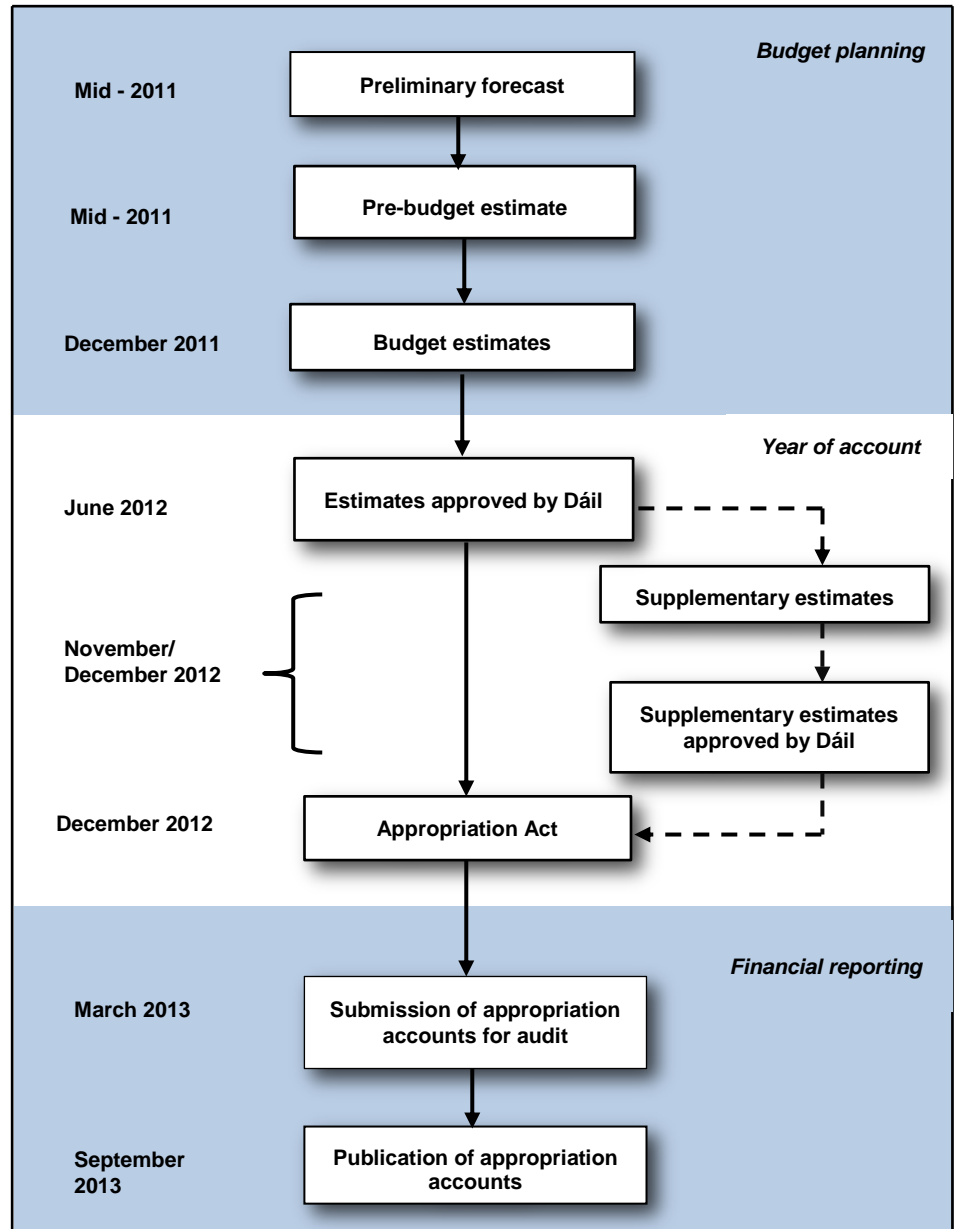 Budget planning
Mid - 2011
Preliminary forecast
Mid - 2011
Pre-budget estimate
December 2011
Budget estimates
Year of account
June 2012
Estimates approved by Dáil
Supplementary estimates
November/
December 2012
Supplementary estimates
approved by Dáil
December 2012
Appropriation Act
Financial reporting
March 2013
Submission of appropriation
accounts for audit
September
2013
Publication of appropriation
accounts